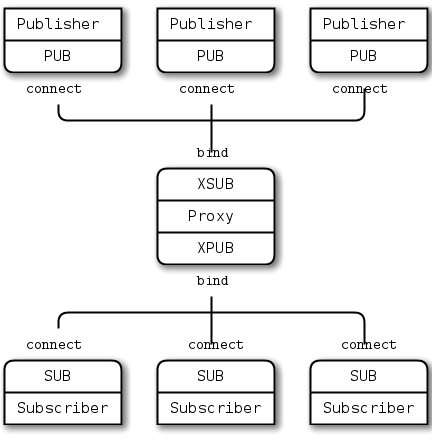 Publisher Publisher Publisher
PUB PUB PUB
connect connect connect
bind
XSUB
Proxy
XPUB
bind
connect connect connect
SUB SUB SUB
Subscriber Subscriber Subscriber